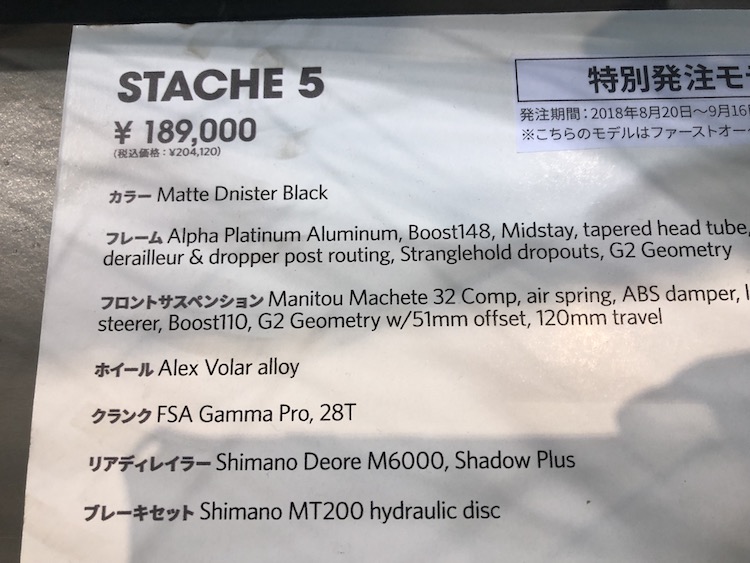 STACHE 5
¥ 189,000
(税込価格：¥204,120)
特別発注モ
発注期間：2018年8月20日～9月16
※こちらのモデルはファーストオー
カラー Matte Dnister Black
フレーム Alpha Platinum Aluminum, Boost148, Midstay, tapered head tube,
derailleur & dropper post routing, Stranglehold dropouts, G2 Geometry
フロントサスペンション Manitou Machete 32 Comp, air spring, ABS damper,
steerer, Boost110, G2 Geometry w/51mm offset, 120mm travel
ホイール Alex Volar alloy
クランク FSA Gamma Pro, 28T
リアディレイラー Shimano Deore M6000, Shadow Plus
ブレーキセット Shimano MT200 hydraulic disc